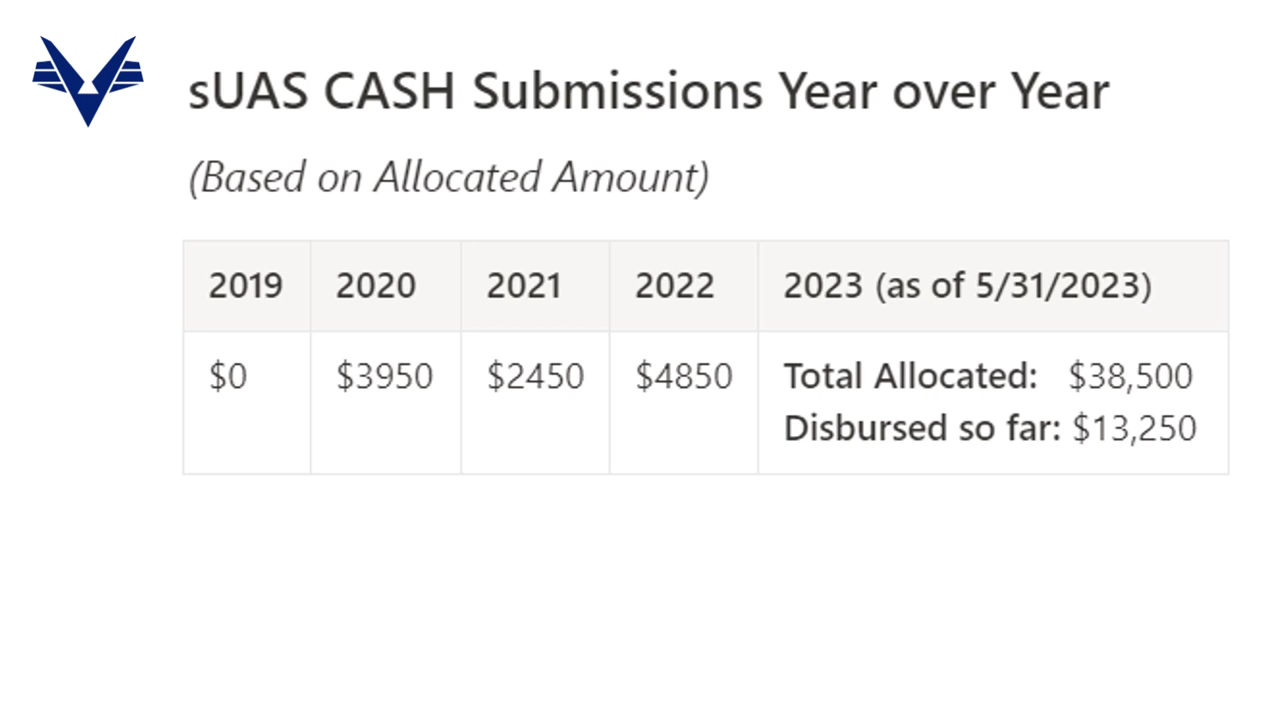 sUAS CASH Submissions Year over Year
(Based on Allocated Amount)
2019 2020 2021 2022 2023 (as of 5/31/2023)
$0 $3950 $2450 $4850 Total Allocated: $38,500
Disbursed so far: $13,250